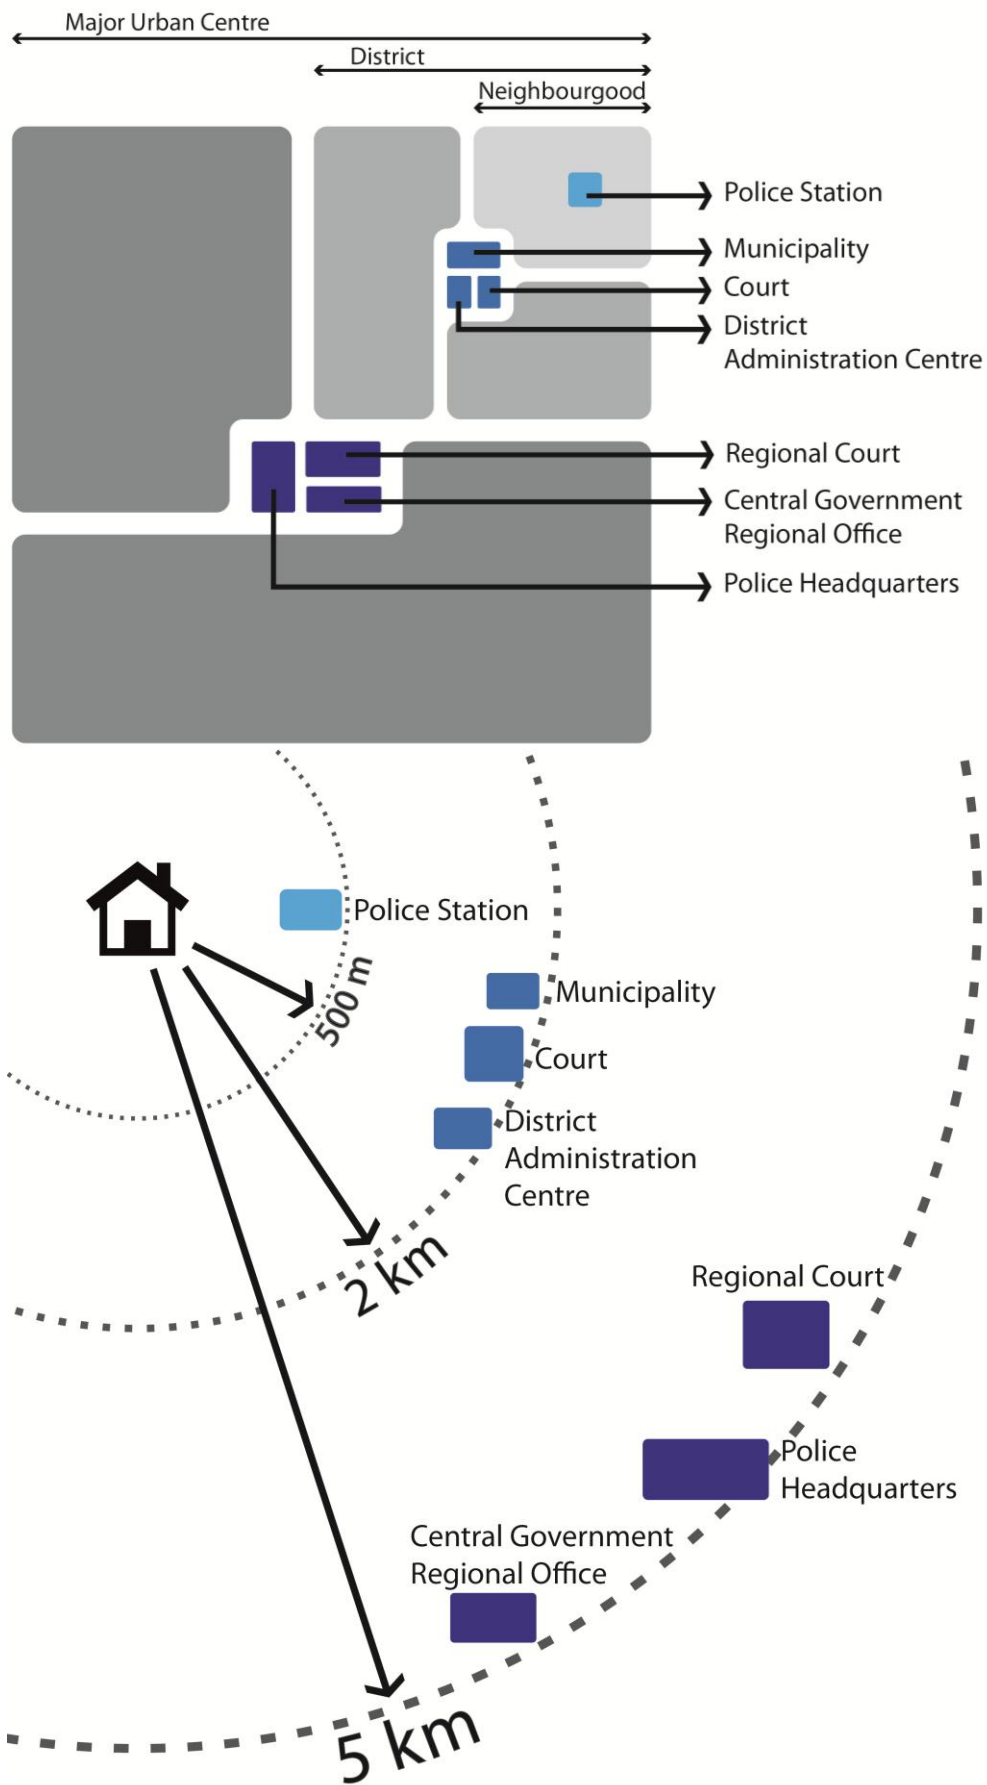 Major Urban Centre
District
Neighbourgood
Police Station
Municipality
Court
District
Administration Centre
Regional Court
Central Government
Regional Office
Police Headquarters
Police Station
500 m
Municipality
Court
District
Administration
Centre
2 km
Regional Court
Police
Headquarters
Central Government
Regional Office
5 km